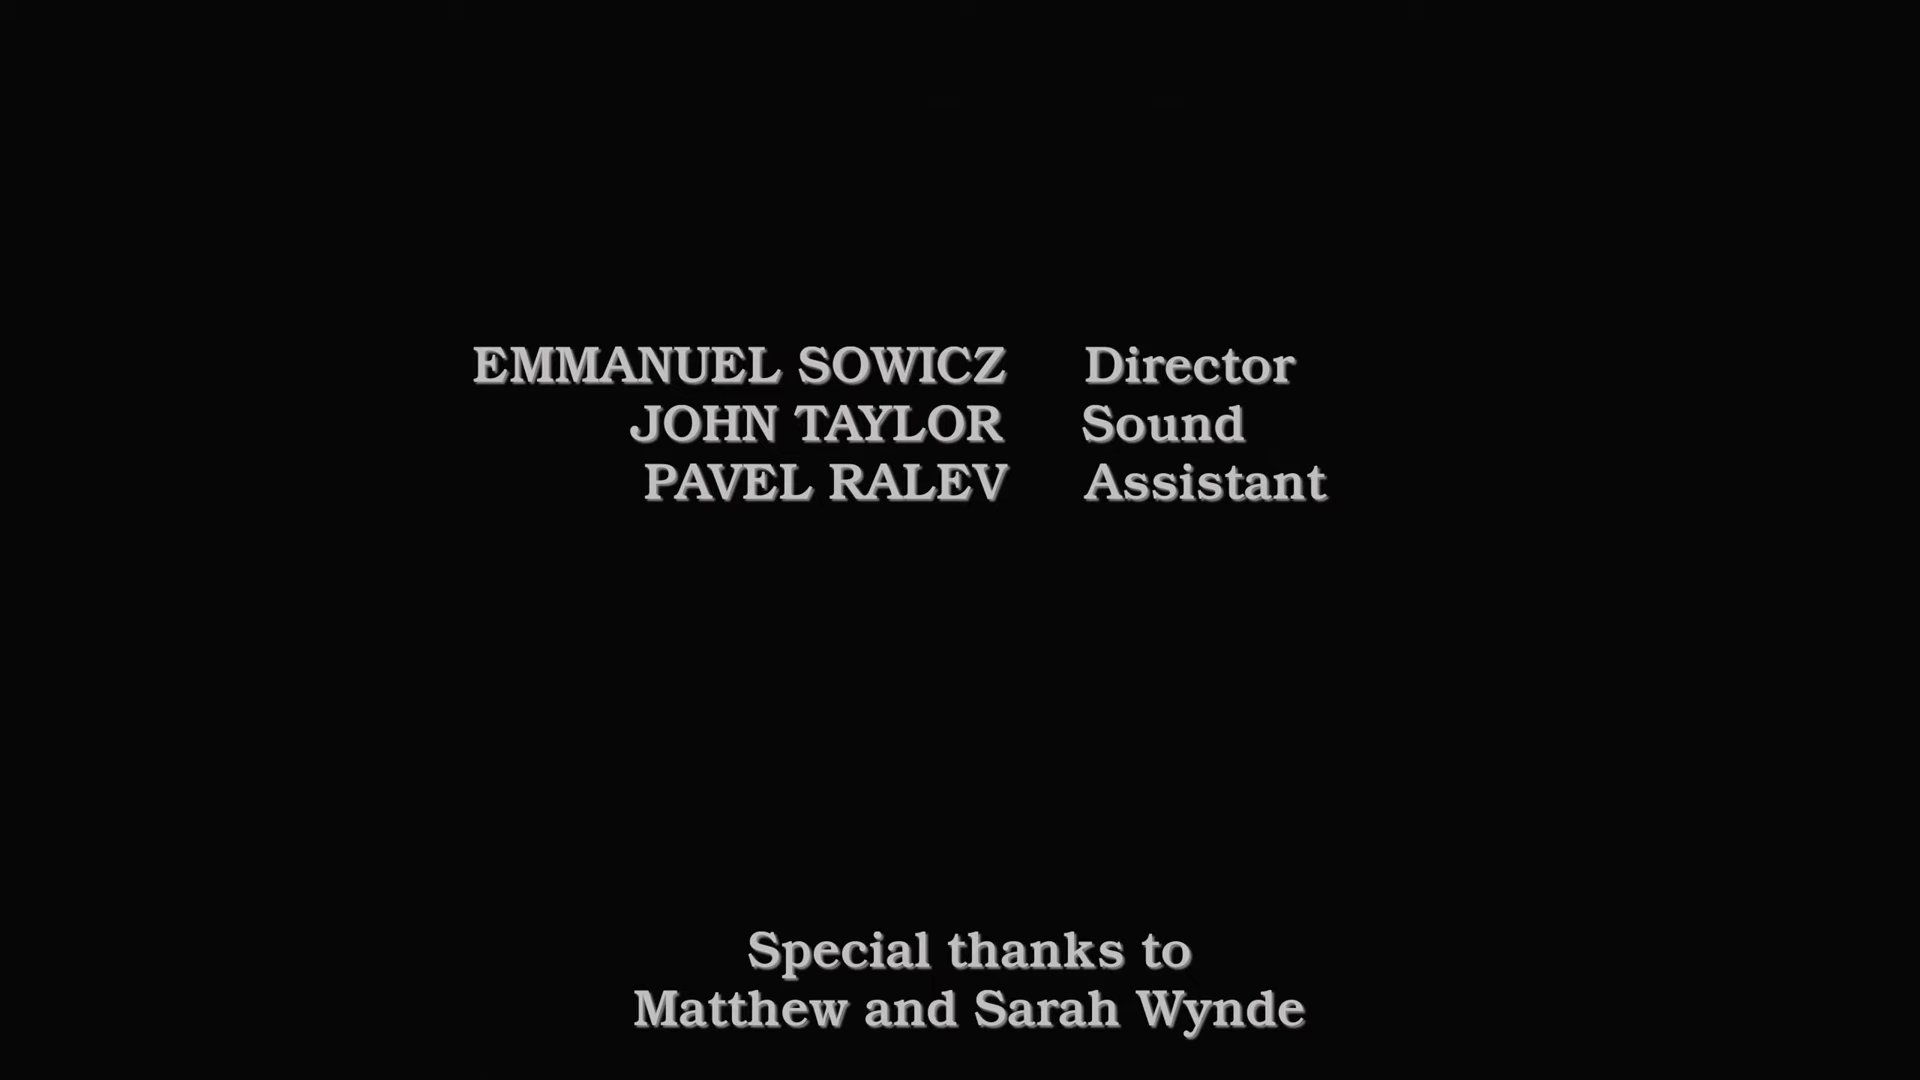 EMMANUEL SOWICZ Director
JOHN TAYLOR Sound
PAVEL RALEV Assistant
Special thanks to
Matthew and Sarah Wynde